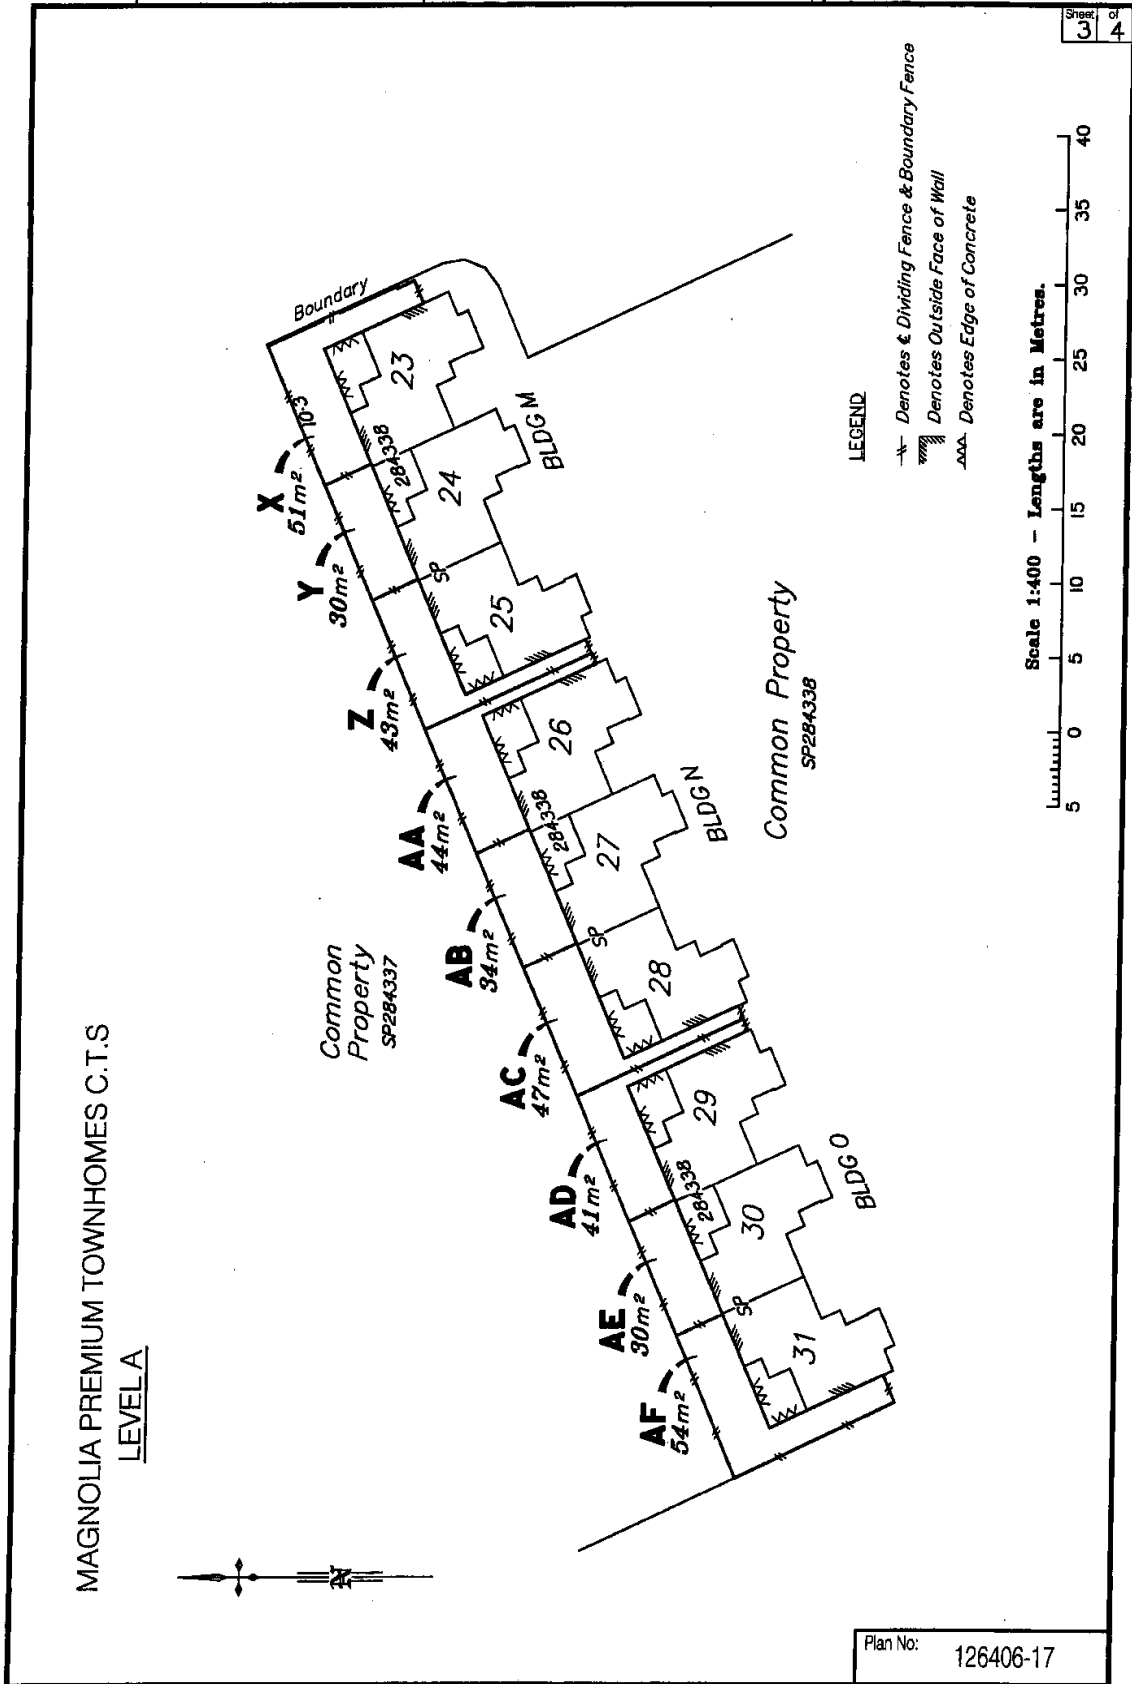 Sheet of
3 4
MAGNOLIA PREMIUM TOWNHOMES C.T.S
LEVEL A
N
Common
Property
SP284337
X
51m²
Y
30m²
Z
43m²
AA
44m²
AB
34m²
AC
47m²
AD
41m²
AE
30m²
AF
54m²
Boundary
10·3
23
284338
24
SP
25
BLDG M
26
284338
27
SP
28
BLDG N
29
284338
30
SP
31
BLDG O
Common Property
SP284338
LEGEND
Denotes ℄ Dividing Fence & Boundary Fence
Denotes Outside Face of Wall
Denotes Edge of Concrete
Scale 1:400 – Lengths are in Metres.
5 0 5 10 15 20 25 30 35 40
Plan No: 126406-17